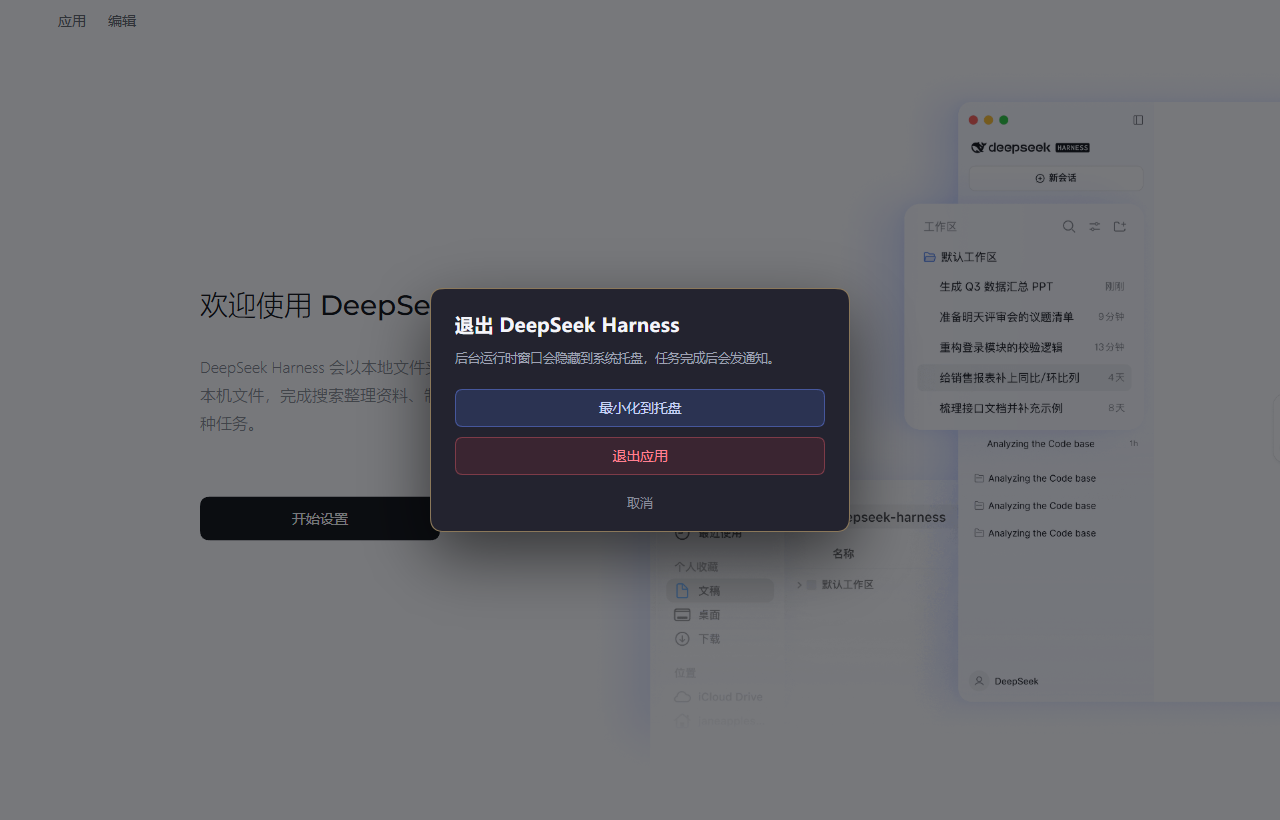 应用 编辑
deepseek HARNESS
新会话
工作区
默认工作区
生成 Q3 数据汇总 PPT 刚刚
准备明天评审会的议题清单 9分钟
重构登录模块的校验逻辑 13分钟
给销售报表补上同比/环比列 4天
梳理接口文档并补充示例 8天
Analyzing the Code base 1h
Analyzing the Code base
Analyzing the Code base
Analyzing the Code base
DeepSeek
欢迎使用 DeepSe
DeepSeek Harness 会以本地文件
本机文件，完成搜索整理资料、
种任务。
开始设置
退出 DeepSeek Harness
后台运行时窗口会隐藏到系统托盘，任务完成后会发通知。
最小化到托盘
退出应用
取消
epseek-harness
最近使用
名称
个人收藏
默认工作区
文稿
桌面
下载
位置
iCloud Drive